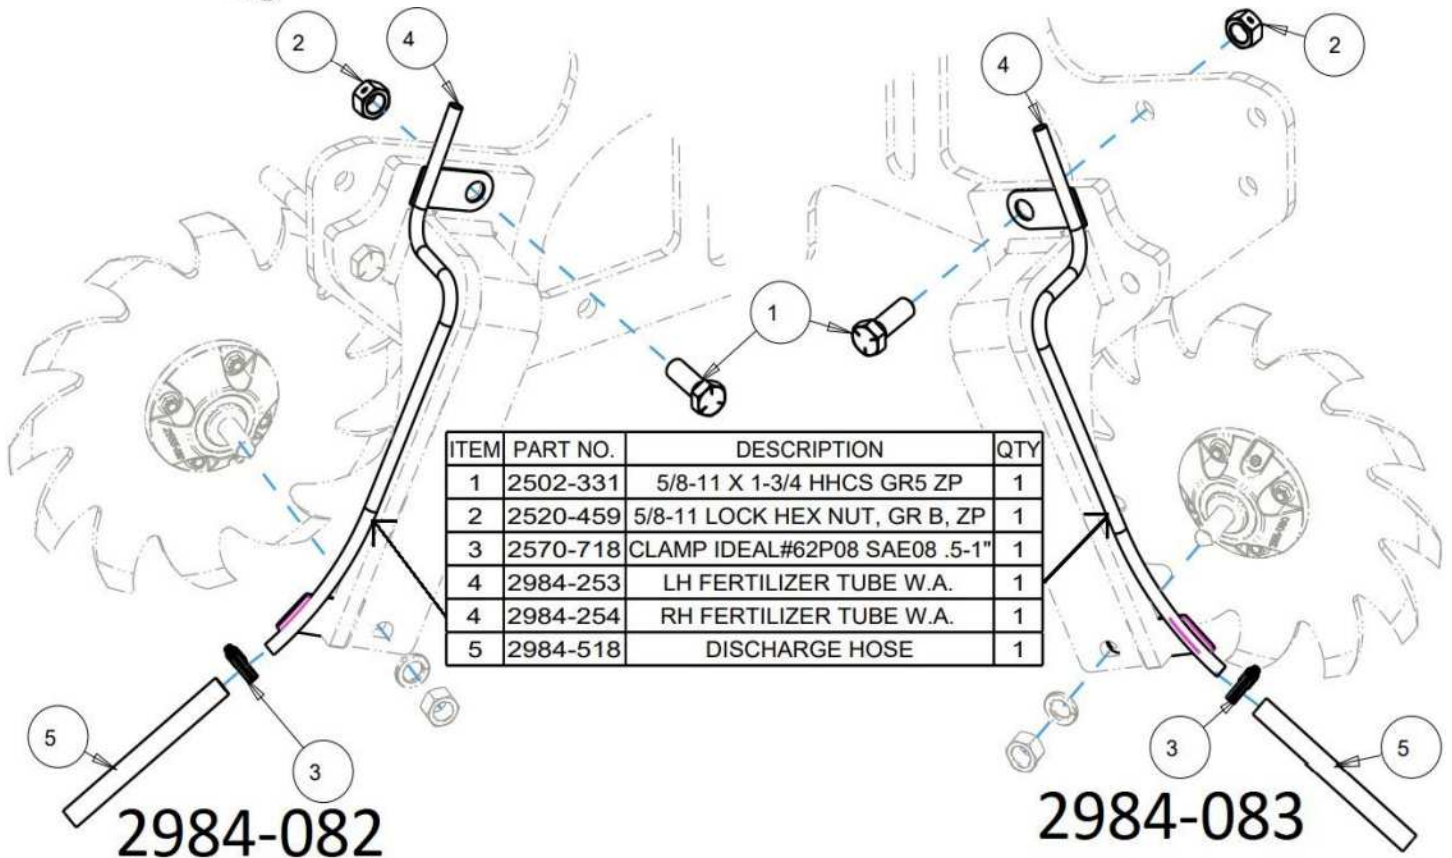 2
4
4
2
1
ITEM PART NO. DESCRIPTION QTY
1 2502-331 5/8-11 X 1-3/4 HHCS GR5 ZP 1
2 2520-459 5/8-11 LOCK HEX NUT, GR B, ZP 1
3 2570-718 CLAMP IDEAL#62P08 SAE08 .5-1" 1
4 2984-253 LH FERTILIZER TUBE W.A. 1
4 2984-254 RH FERTILIZER TUBE W.A. 1
5 2984-518 DISCHARGE HOSE 1
5
3
3
5
2984-082
2984-083